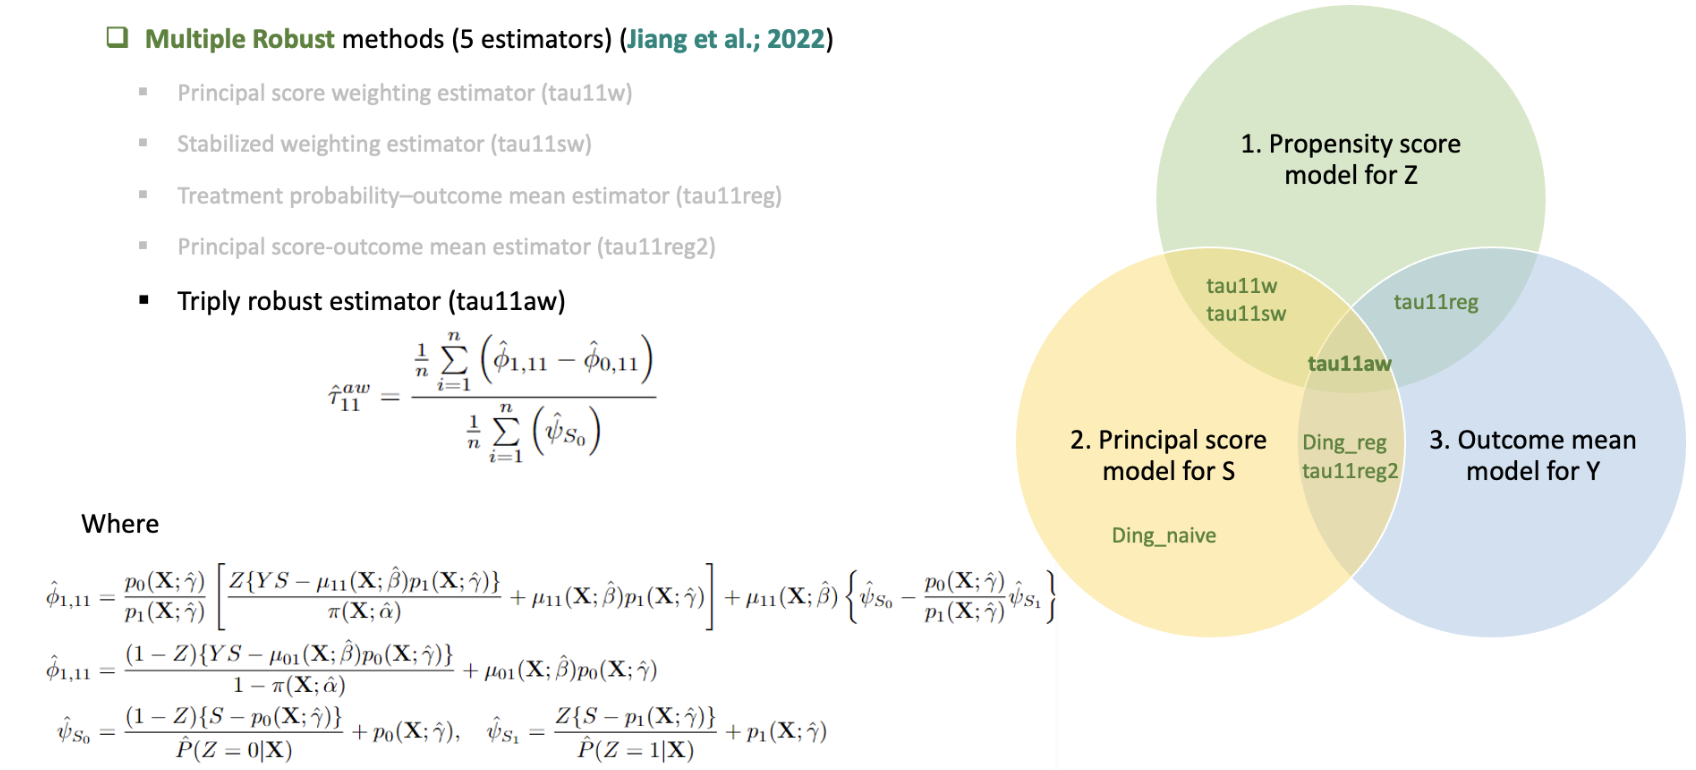 ❑ Multiple Robust methods (5 estimators) (Jiang et al.; 2022)
▪ Principal score weighting estimator (tau11w)
▪ Stabilized weighting estimator (tau11sw)
▪ Treatment probability–outcome mean estimator (tau11reg)
▪ Principal score-outcome mean estimator (tau11reg2)
▪ Triply robust estimator (tau11aw)
$\hat{\tau}_{11}^{aw} = \frac{\frac{1}{n}\sum_{i=1}^{n}\left(\hat{\phi}_{1,11} - \hat{\phi}_{0,11}\right)}{\frac{1}{n}\sum_{i=1}^{n}\left(\hat{\psi}_{S_0}\right)}$
Where
$\hat{\phi}_{1,11} = \frac{p_0(\mathbf{X};\hat{\gamma})}{p_1(\mathbf{X};\hat{\gamma})}\left[\frac{Z\{YS - \mu_{11}(\mathbf{X};\hat{\beta})p_1(\mathbf{X};\hat{\gamma})\}}{\pi(\mathbf{X};\hat{\alpha})} + \mu_{11}(\mathbf{X};\hat{\beta})p_1(\mathbf{X};\hat{\gamma})\right] + \mu_{11}(\mathbf{X};\hat{\beta})\left\{\hat{\psi}_{S_0} - \frac{p_0(\mathbf{X};\hat{\gamma})}{p_1(\mathbf{X};\hat{\gamma})}\hat{\psi}_{S_1}\right\}$
$\hat{\phi}_{1,11} = \frac{(1-Z)\{YS - \mu_{01}(\mathbf{X};\hat{\beta})p_0(\mathbf{X};\hat{\gamma})\}}{1 - \pi(\mathbf{X};\hat{\alpha})} + \mu_{01}(\mathbf{X};\hat{\beta})p_0(\mathbf{X};\hat{\gamma})$
$\hat{\psi}_{S_0} = \frac{(1-Z)\{S - p_0(\mathbf{X};\hat{\gamma})\}}{\hat{P}(Z=0|\mathbf{X})} + p_0(\mathbf{X};\hat{\gamma}), \quad \hat{\psi}_{S_1} = \frac{Z\{S - p_1(\mathbf{X};\hat{\gamma})\}}{\hat{P}(Z=1|\mathbf{X})} + p_1(\mathbf{X};\hat{\gamma})$
1. Propensity score
model for Z
tau11w
tau11sw
tau11reg
tau11aw
2. Principal score
model for S
Ding_reg
tau11reg2
3. Outcome mean
model for Y
Ding_naive